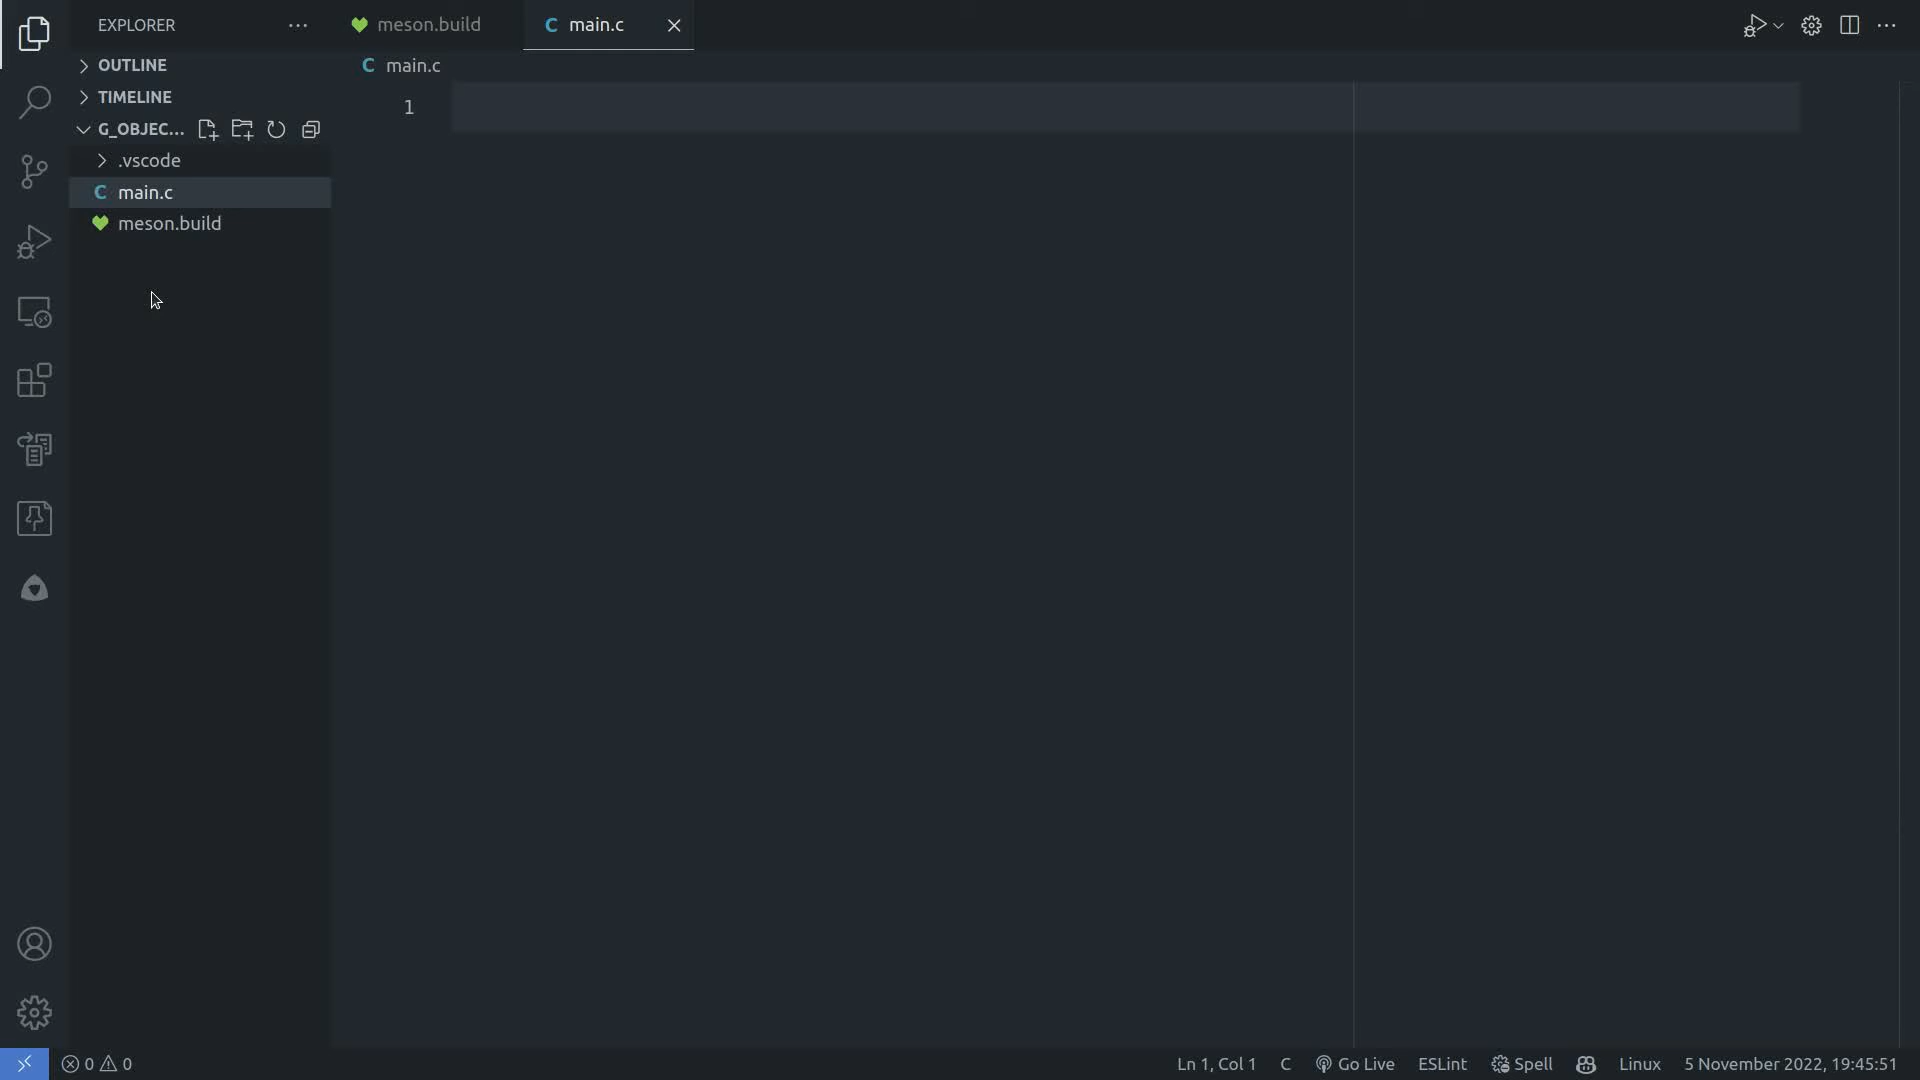 EXPLORER
meson.build
C main.c
OUTLINE
C main.c
TIMELINE
1
G_OBJEC...
.vscode
C main.c
meson.build
0 0
Ln 1, Col 1
C
Go Live
ESLint
Spell
Linux
5 November 2022, 19:45:51